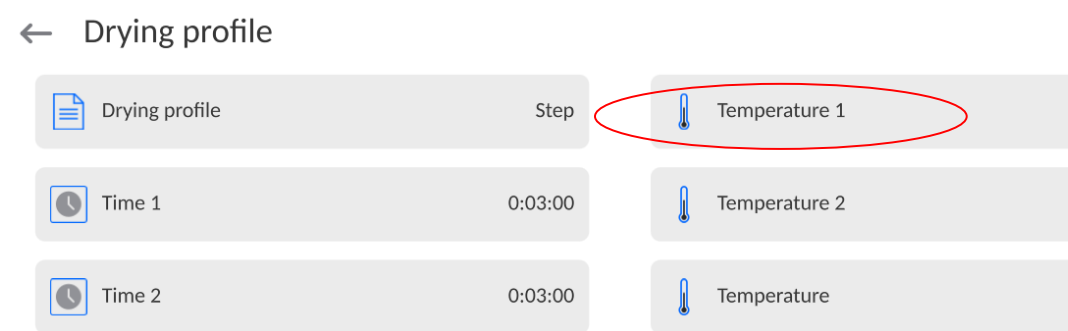 Drying profile
Drying profile Step Temperature 1
Time 1 0:03:00 Temperature 2
Time 2 0:03:00 Temperature